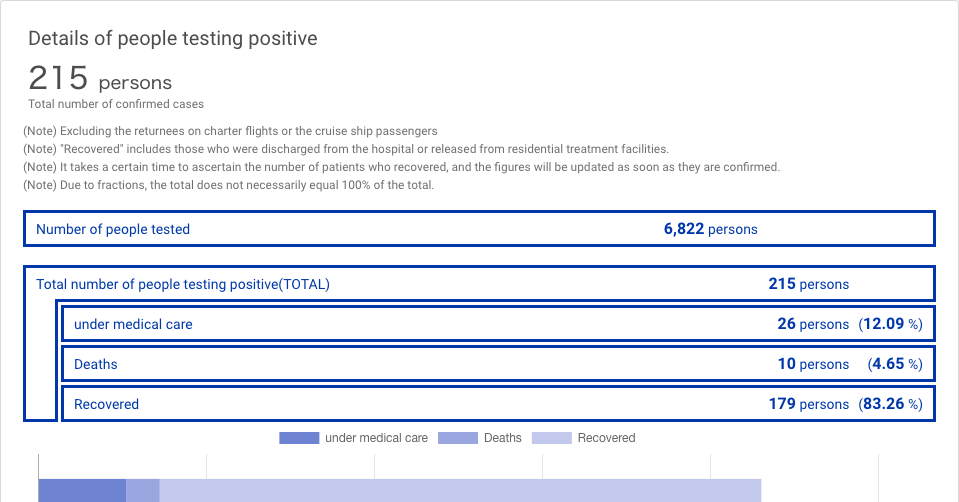 Details of people testing positive
215 persons
Total number of confirmed cases
(Note) Excluding the returnees on charter flights or the cruise ship passengers
(Note) "Recovered" includes those who were discharged from the hospital or released from residential treatment facilities.
(Note) It takes a certain time to ascertain the number of patients who recovered, and the figures will be updated as soon as they are confirmed.
(Note) Due to fractions, the total does not necessarily equal 100% of the total.
Number of people tested 6,822 persons
Total number of people testing positive(TOTAL) 215 persons
under medical care 26 persons (12.09 %)
Deaths 10 persons (4.65 %)
Recovered 179 persons (83.26 %)
under medical care Deaths Recovered